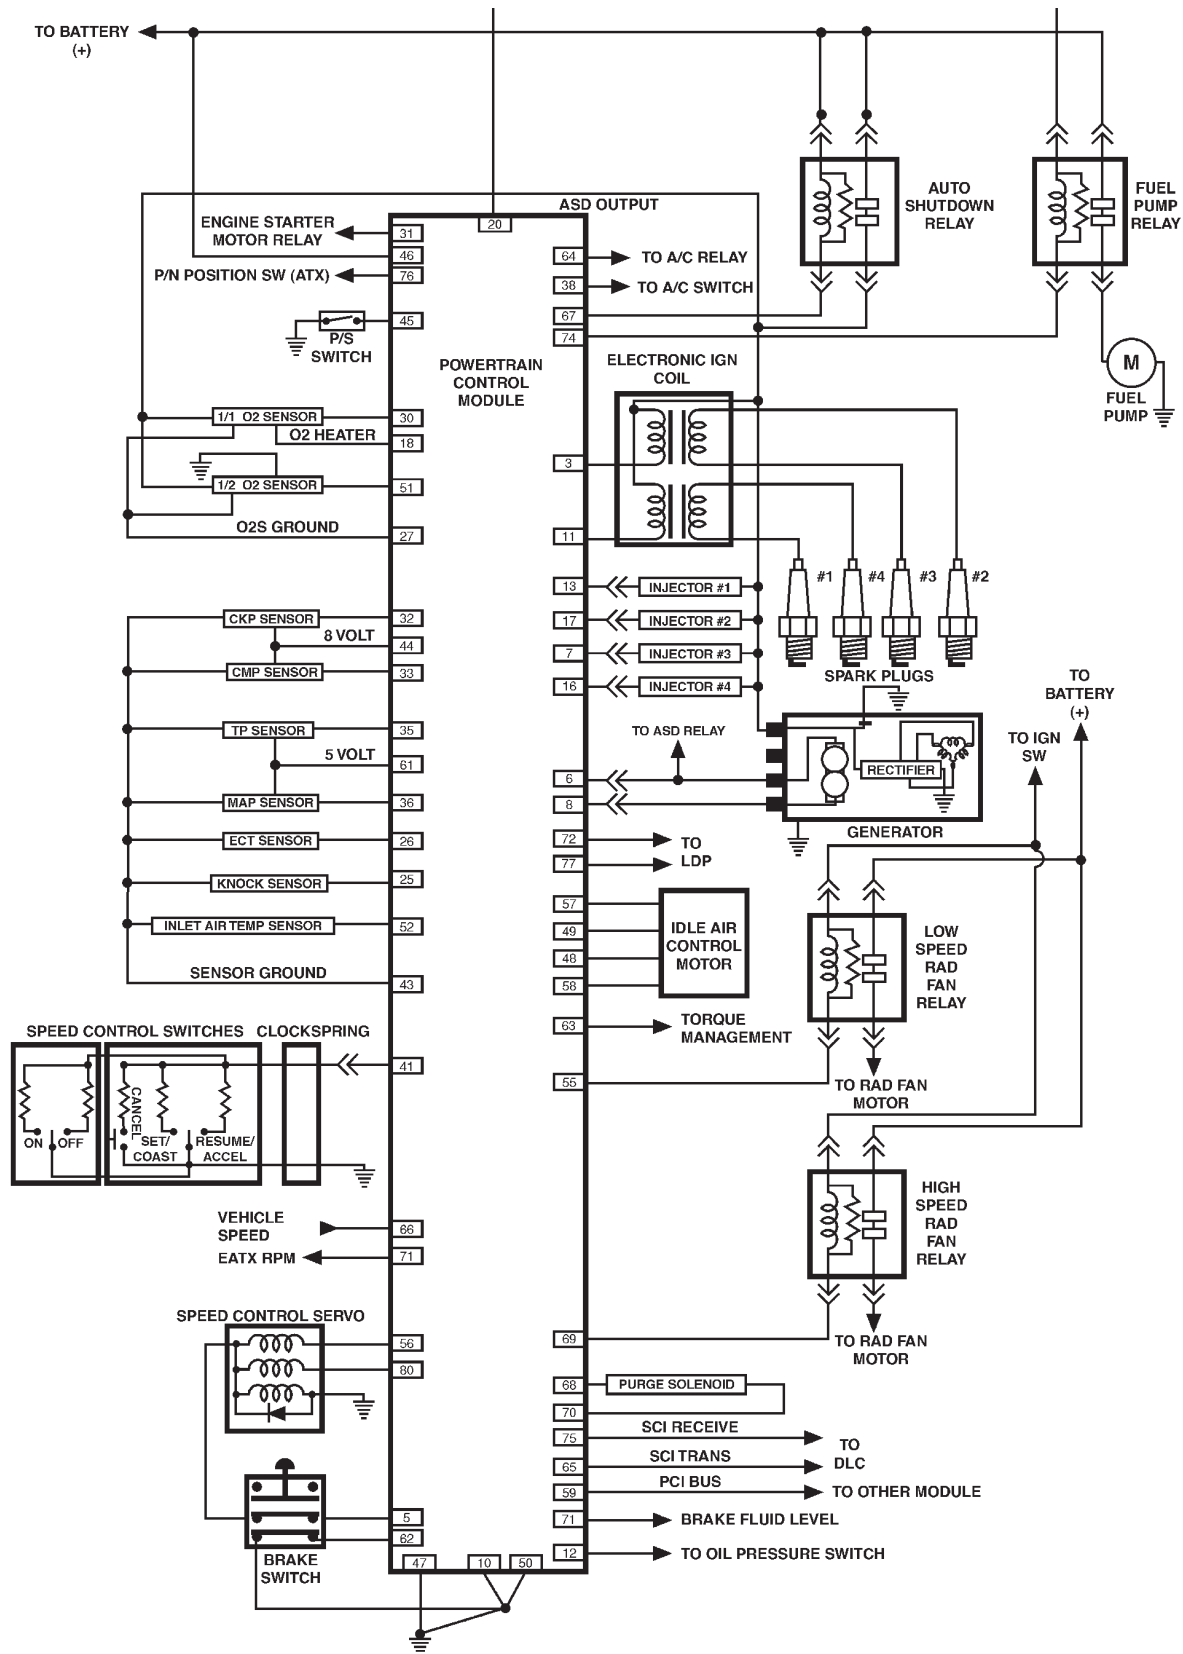 TO BATTERY
(+)
ASD OUTPUT
AUTO
SHUTDOWN
RELAY
FUEL
PUMP
RELAY
ENGINE STARTER
MOTOR RELAY
31
20
46
P/N POSITION SW (ATX)
76
64
TO A/C RELAY
38
TO A/C SWITCH
45
P/S
SWITCH
67
74
POWERTRAIN
CONTROL
MODULE
ELECTRONIC IGN
COIL
M
FUEL
PUMP
1/1 O2 SENSOR
30
O2 HEATER
18
3
1/2 O2 SENSOR
51
O2S GROUND
27
11
13
INJECTOR #1
#1
#4
#3
#2
CKP SENSOR
32
17
INJECTOR #2
8 VOLT
44
7
INJECTOR #3
CMP SENSOR
33
16
INJECTOR #4
SPARK PLUGS
TO
BATTERY
(+)
TP SENSOR
35
TO ASD RELAY
TO IGN
SW
5 VOLT
61
6
RECTIFIER
MAP SENSOR
36
8
GENERATOR
ECT SENSOR
26
72
TO
LDP
77
KNOCK SENSOR
25
57
INLET AIR TEMP SENSOR
52
49
48
58
IDLE AIR
CONTROL
MOTOR
LOW
SPEED
RAD
FAN
RELAY
SENSOR GROUND
43
SPEED CONTROL SWITCHES
CLOCKSPRING
63
TORQUE
MANAGEMENT
41
55
TO RAD FAN
MOTOR
CANCEL
ON
OFF
SET/
COAST
RESUME/
ACCEL
HIGH
SPEED
RAD
FAN
RELAY
VEHICLE
SPEED
66
EATX RPM
71
SPEED CONTROL SERVO
56
80
69
TO RAD FAN
MOTOR
68
PURGE SOLENOID
70
75
SCI RECEIVE
65
SCI TRANS
TO
DLC
59
PCI BUS
TO OTHER MODULE
5
71
BRAKE FLUID LEVEL
62
12
TO OIL PRESSURE SWITCH
BRAKE
SWITCH
47
10
50